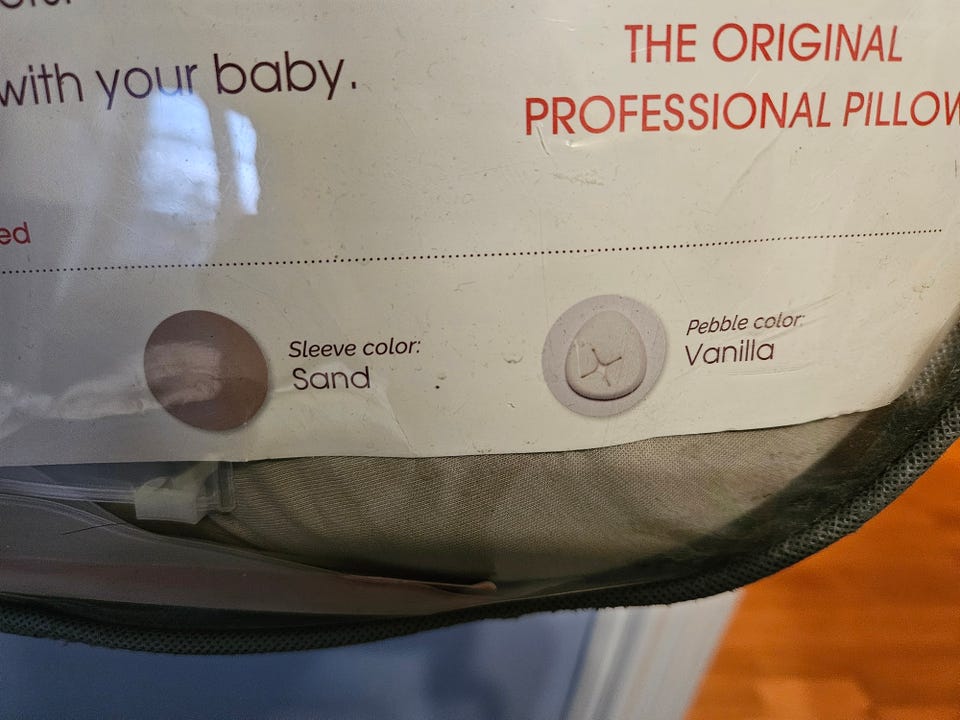 with your baby.
THE ORIGINAL
PROFESSIONAL PILLOW
ed
Sleeve color:
Sand
Pebble color:
Vanilla